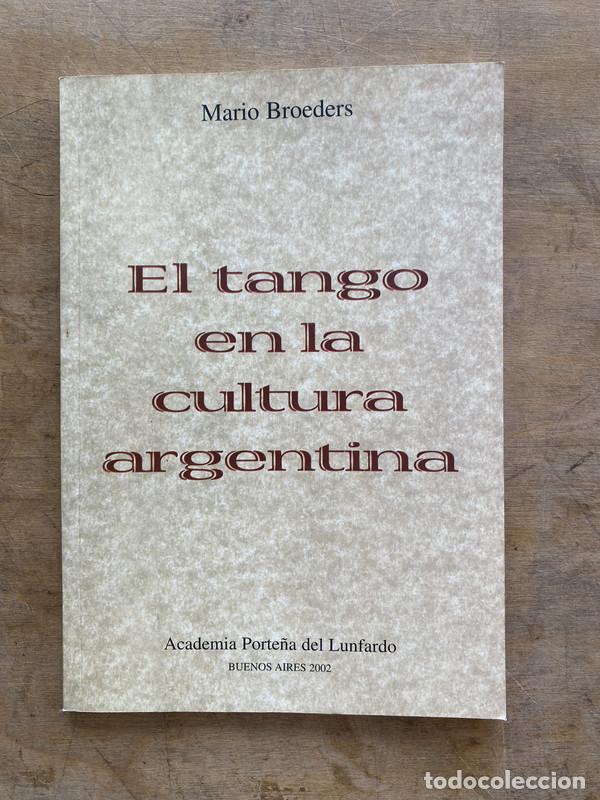 Mario Broeders
El tango
en la
cultura
argentina
Academia Porteña del Lunfardo
BUENOS AIRES 2002
todocoleccion